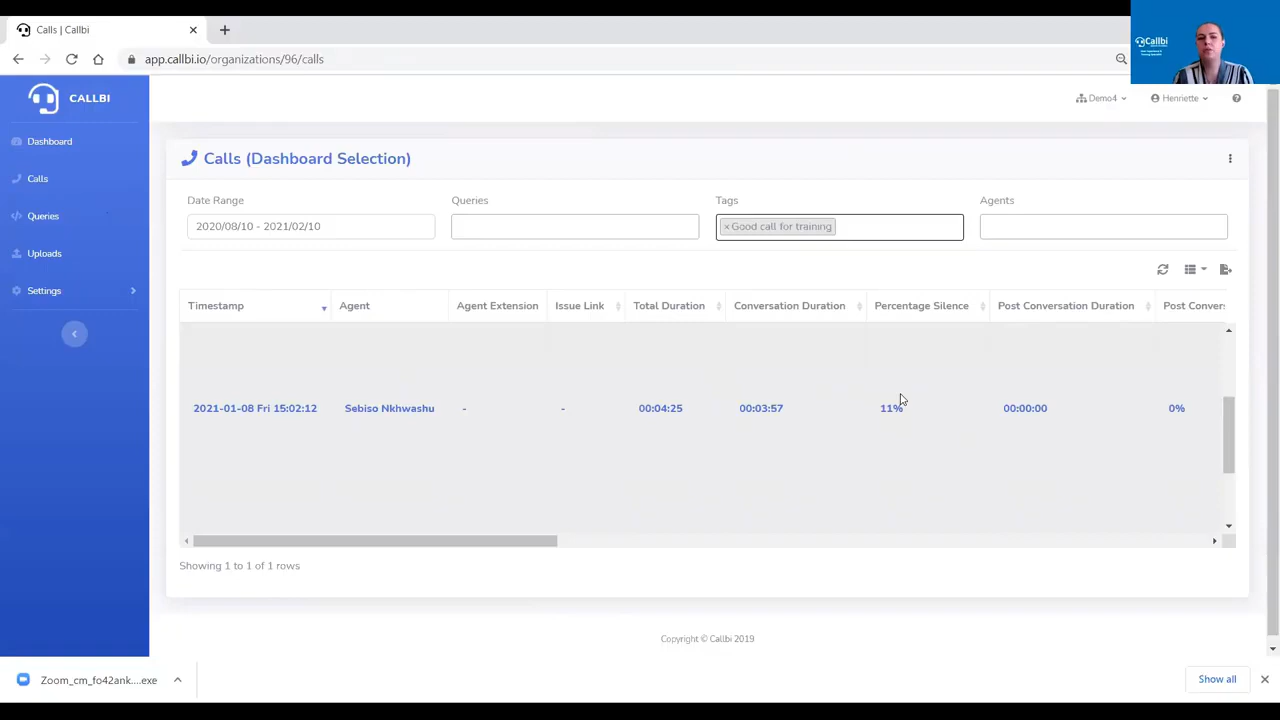 Calls | Callbi
app.callbi.io/organizations/96/calls
Callbi
CALLBI
Demo4
Henriette
Dashboard
Calls
Queries
Uploads
Settings
Calls (Dashboard Selection)
Date Range
Queries
Tags
Agents
2020/08/10 - 2021/02/10
× Good call for training
Timestamp
Agent
Agent Extension
Issue Link
Total Duration
Conversation Duration
Percentage Silence
Post Conversation Duration
Post Convers
2021-01-08 Fri 15:02:12
Sebiso Nkhwashu
-
-
00:04:25
00:03:57
11%
00:00:00
0%
Showing 1 to 1 of 1 rows
Copyright © Callbi 2019
Zoom_cm_fo42ank....exe
Show all